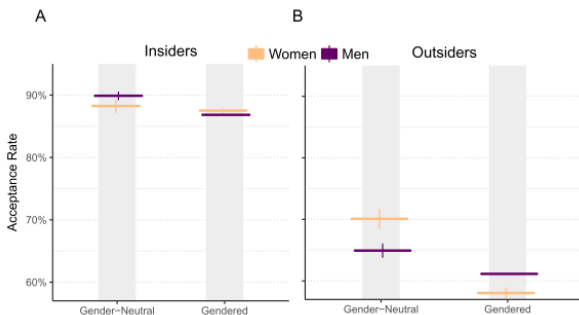 A
B
Insiders
Women
Men
Outsiders
90%
80%
70%
60%
Acceptance Rate
Gender-Neutral
Gendered
Gender-Neutral
Gendered